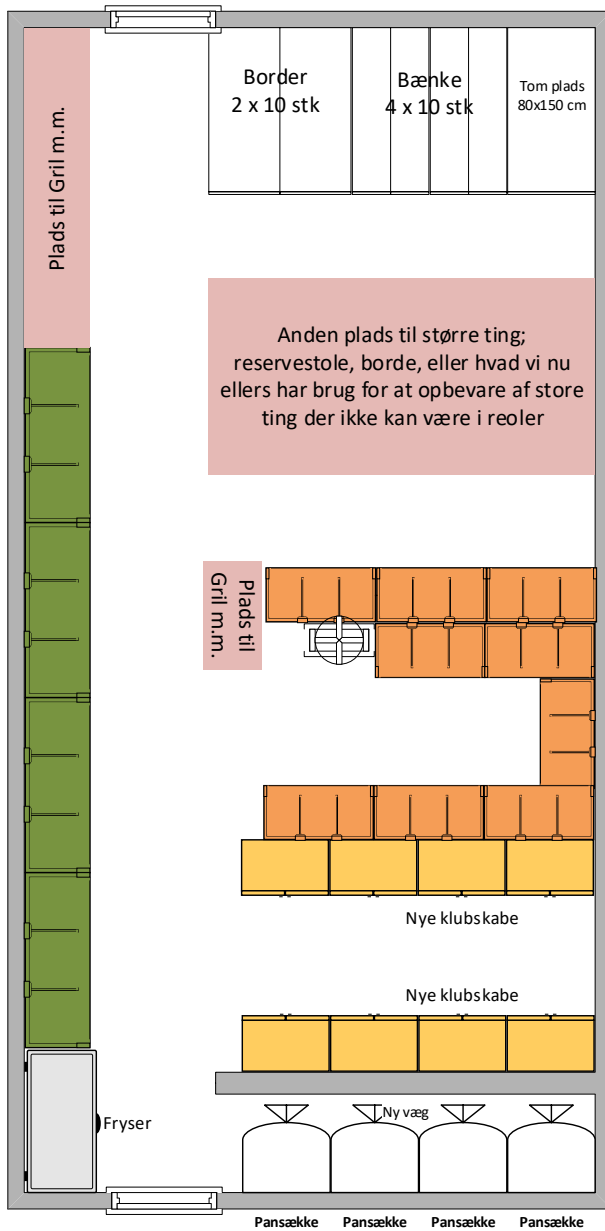 Border
2 x 10 stk
Bænke
4 x 10 stk
Tom plads
80x150 cm
Plads til Gril m.m.
Anden plads til større ting;
reservestole, borde, eller hvad vi nu
ellers har brug for at opbevare af store
ting der ikke kan være i reoler
Plads til
Gril m.m.
Nye klubskabe
Nye klubskabe
Ny væg
Fryser
Pansække
Pansække
Pansække
Pansække